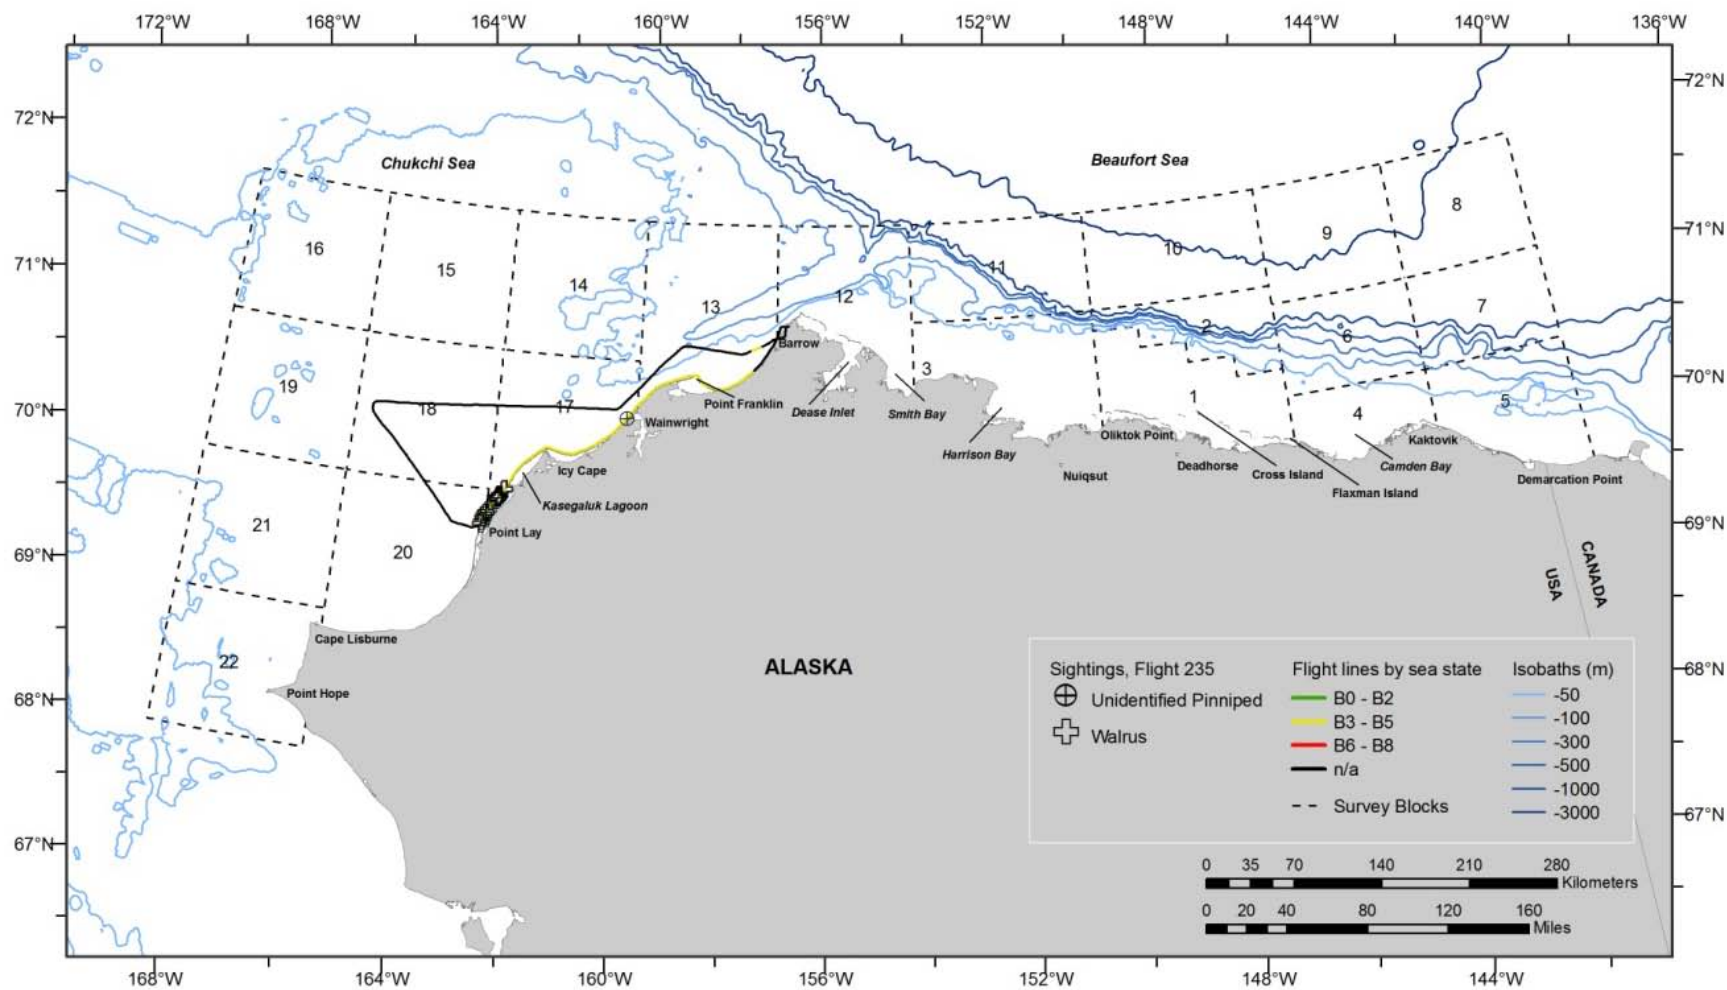 172°W 168°W 164°W 160°W 156°W 152°W 148°W 144°W 140°W 136°W
72°N
72°N
Chukchi Sea
Beaufort Sea
8
9
16
71°N
10
71°N
15
11
14
12
13
7
2
6
Barrow
3
70°N
19
1
5
18
17
Point Franklin
Dease Inlet
Smith Bay
4
70°N
Wainwright
Oliktok Point
Kaktovik
Harrison Bay
Icy Cape
Deadhorse
Camden Bay
Nuiqsut
Cross Island
Demarcation Point
Flaxman Island
Kasegaluk Lagoon
21
Point Lay
69°N
20
69°N
CANADA
USA
Cape Lisburne
22
ALASKA
68°N
Point Hope
68°N
Sightings, Flight 235
Unidentified Pinniped
Walrus
Flight lines by sea state
B0 - B2
B3 - B5
B6 - B8
n/a
Survey Blocks
Isobaths (m)
-50
-100
-300
-500
-1000
-3000
67°N
67°N
0 35 70 140 210 280
Kilometers
0 20 40 80 120 160
Miles
168°W 164°W 160°W 156°W 152°W 148°W 144°W